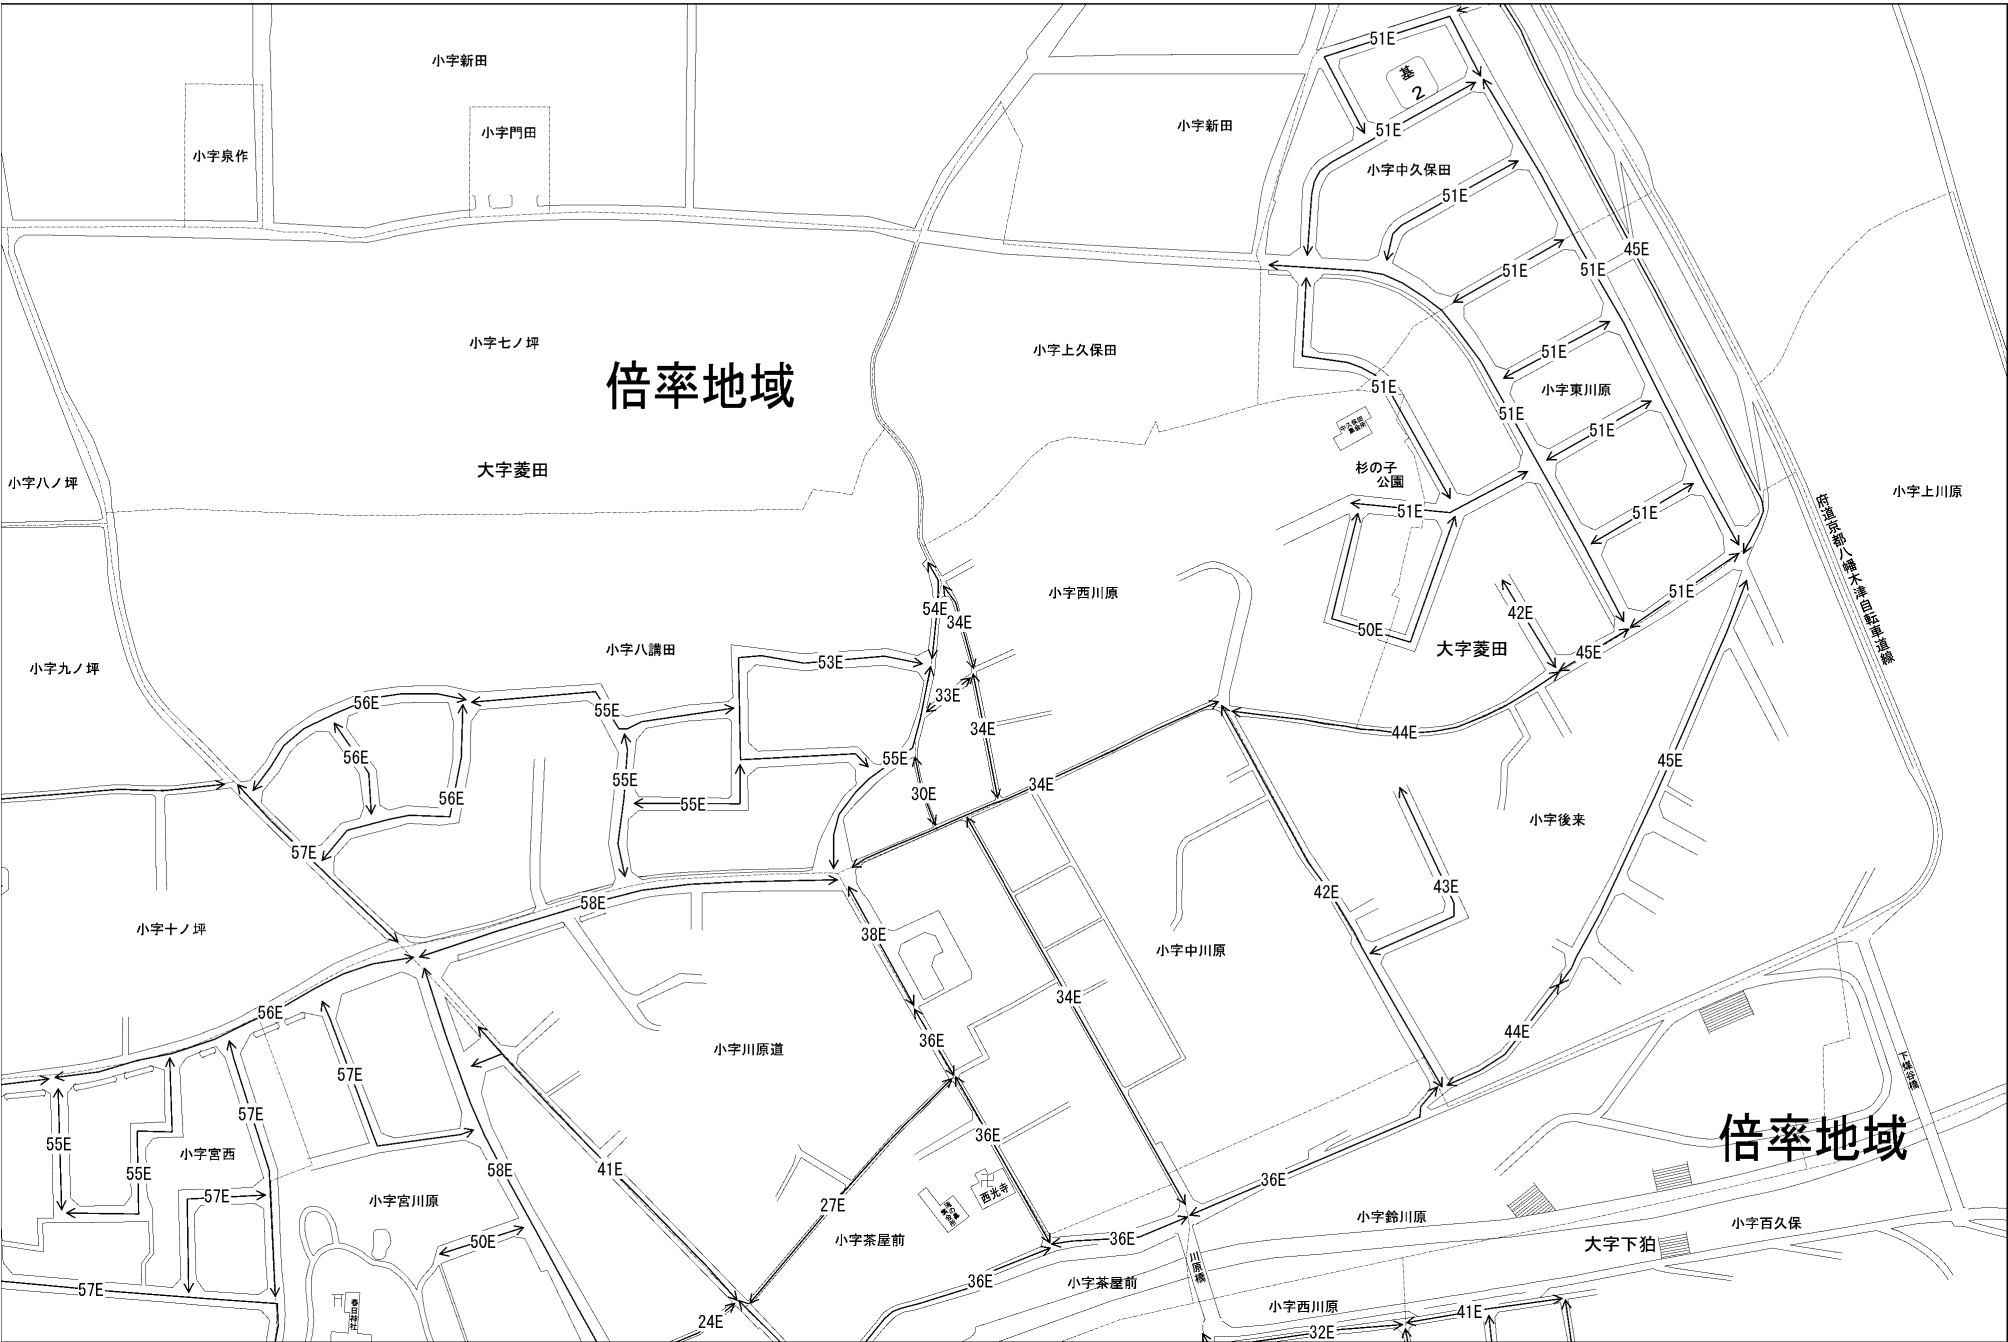 51E
小字新田
基
2
小字門田
小字新田
51E
小字泉作
小字中久保田
51E
45E
51E
51E
小字七ノ坪
小字上久保田
51E
倍率地域
51E
小字東川原
51E
51E
大字菱田
杉の子
公園
小字八ノ坪
小字上川原
51E
51E
府道京都八幡木津自転車道線
小字西川原
51E
54E
34E
42E
50E
小字八講田
大字菱田
45E
53E
小字九ノ坪
33E
56E
55E
34E
44E
56E
55E
45E
55E
34E
30E
56E
55E
小字後来
57E
43E
42E
58E
小字十ノ坪
38E
小字中川原
34E
56E
44E
36E
小字川原道
57E
下煤谷橋
57E
倍率地域
36E
55E
小字宮西
58E
41E
55E
36E
西光寺
57E
小字宮川原
27E
小字鈴川原
小字百久保
36E
50E
小字茶屋前
大字下狛
川原橋
36E
小字茶屋前
57E
春日神社
小字西川原
41E
24E
32E